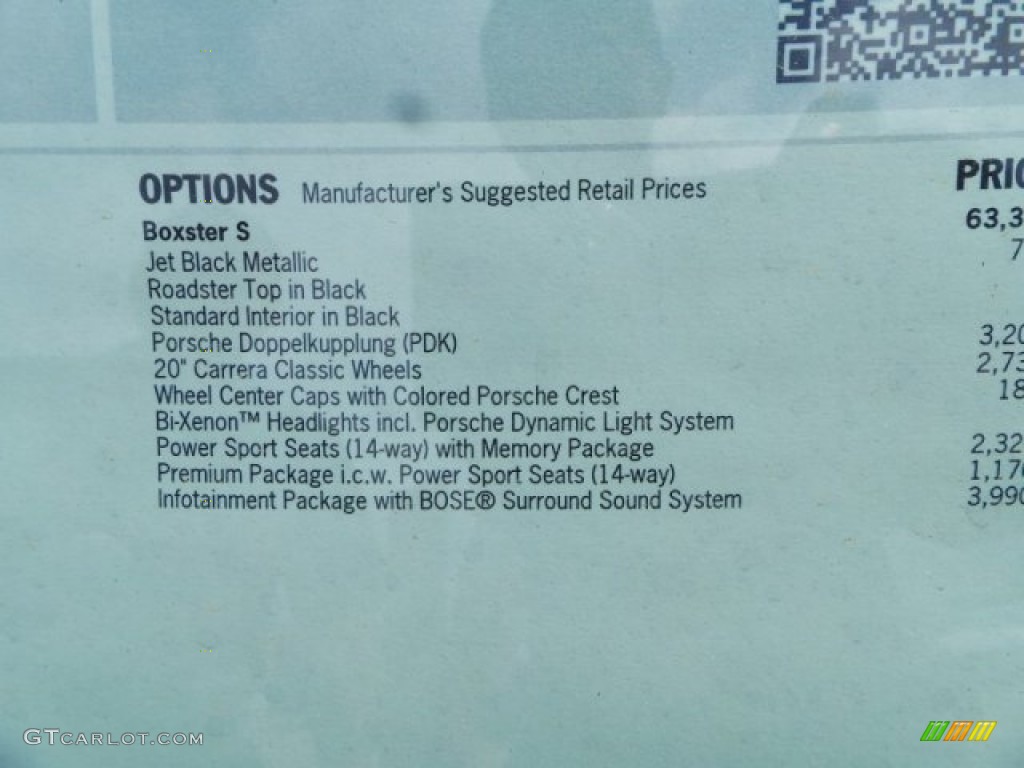 OPTIONS Manufacturer's Suggested Retail Prices PRIC
Boxster S 63,3
Jet Black Metallic 7
Roadster Top in Black
Standard Interior in Black
Porsche Doppelkupplung (PDK) 3,20
20" Carrera Classic Wheels 2,73
Wheel Center Caps with Colored Porsche Crest 18
Bi-Xenon™ Headlights incl. Porsche Dynamic Light System
Power Sport Seats (14-way) with Memory Package 2,32
Premium Package i.c.w. Power Sport Seats (14-way) 1,170
Infotainment Package with BOSE® Surround Sound System 3,990
GTCARLOT.COM